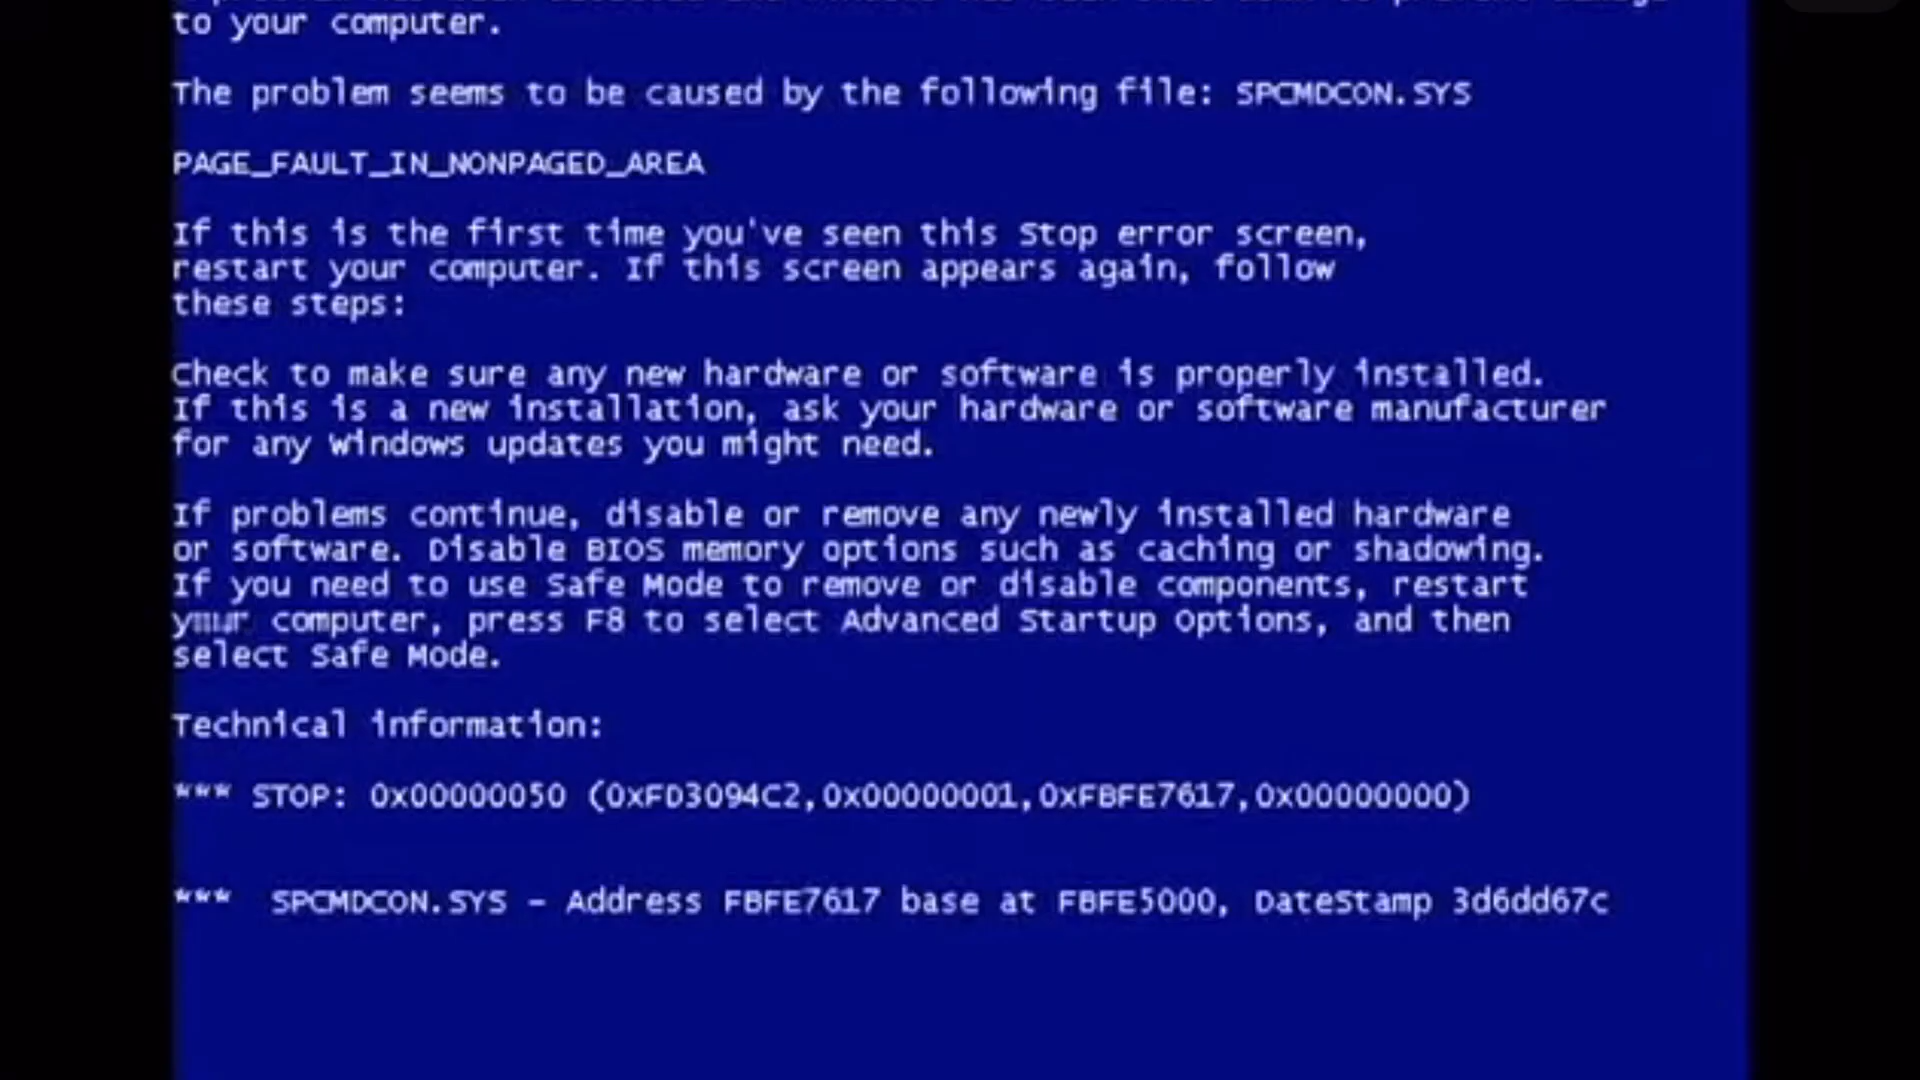 to your computer.
The problem seems to be caused by the following file: SPCMDCON.SYS
PAGE_FAULT_IN_NONPAGED_AREA
If this is the first time you've seen this Stop error screen,
restart your computer. If this screen appears again, follow
these steps:
Check to make sure any new hardware or software is properly installed.
If this is a new installation, ask your hardware or software manufacturer
for any Windows updates you might need.
If problems continue, disable or remove any newly installed hardware
or software. Disable BIOS memory options such as caching or shadowing.
If you need to use Safe Mode to remove or disable components, restart
your computer, press F8 to select Advanced Startup Options, and then
select Safe Mode.
Technical information:
*** STOP: 0x00000050 (0xFD3094C2,0x00000001,0xFBFE7617,0x00000000)
*** SPCMDCON.SYS - Address FBFE7617 base at FBFE5000, DateStamp 3d6dd67c